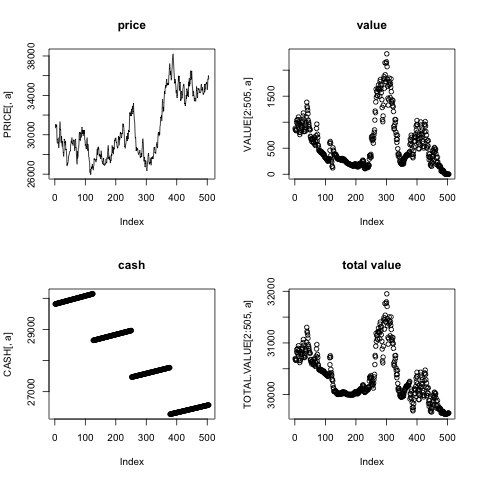 price
PRICE[, a]
26000 30000 34000 38000
0 100 200 300 400 500
Index
value
VALUE[2:505, a]
0 500 1500
0 100 200 300 400 500
Index
cash
CASH[, a]
27000 29000
0 100 200 300 400 500
Index
total value
TOTAL.VALUE[2:505, a]
30000 31000 32000
0 100 200 300 400 500
Index